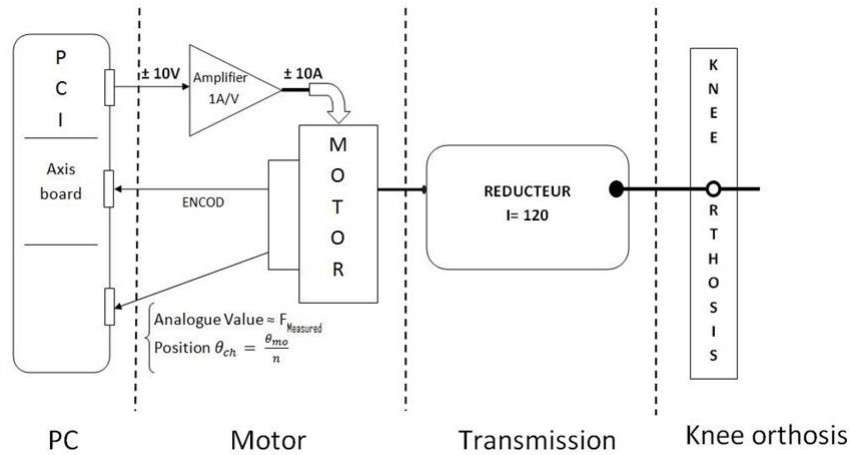 P
C
I
Axis
board
± 10V
Amplifier
1A/V
± 10A
ENCOD
M
O
T
O
R
Analogue Value ≈ F_Measured
Position θ_ch = θ_mo / n
REDUCTEUR
I= 120
K
N
E
E
R
T
H
O
S
I
S
PC
Motor
Transmission
Knee orthosis